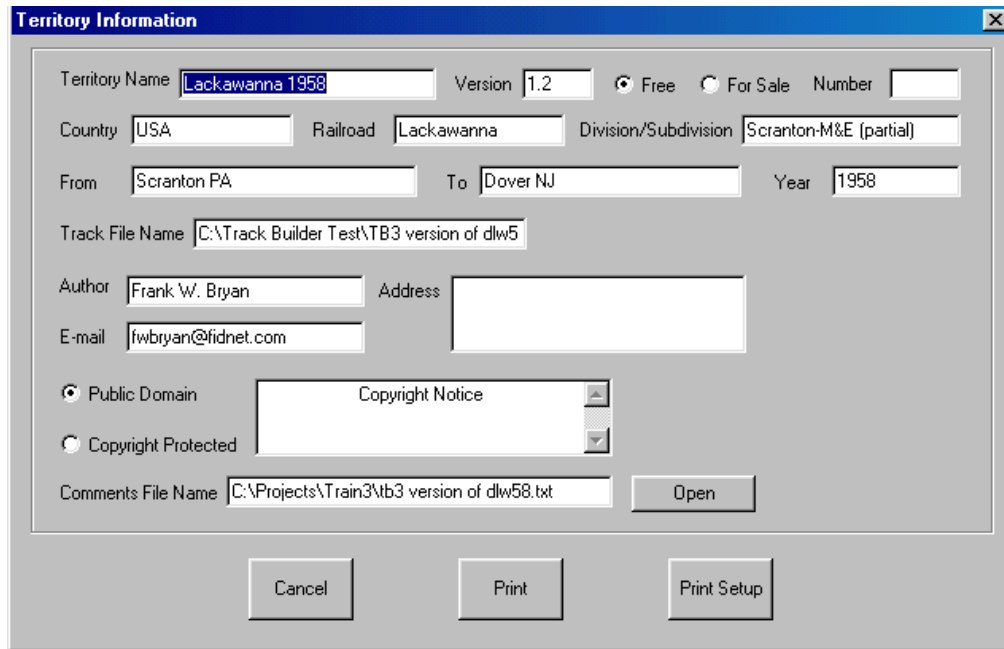 Territory Information
Territory Name Lackawanna 1958 Version 1.2 Free For Sale Number
Country USA Railroad Lackawanna Division/Subdivision Scranton-M&E (partial)
From Scranton PA To Dover NJ Year 1958
Track File Name C:\Track Builder Test\TB3 version of dlw5
Author Frank W. Bryan Address
E-mail fwbryan@fidnet.com
Public Domain Copyright Notice
Copyright Protected
Comments File Name C:\Projects\Train3\tb3 version of dlw58.txt Open
Cancel Print Print Setup